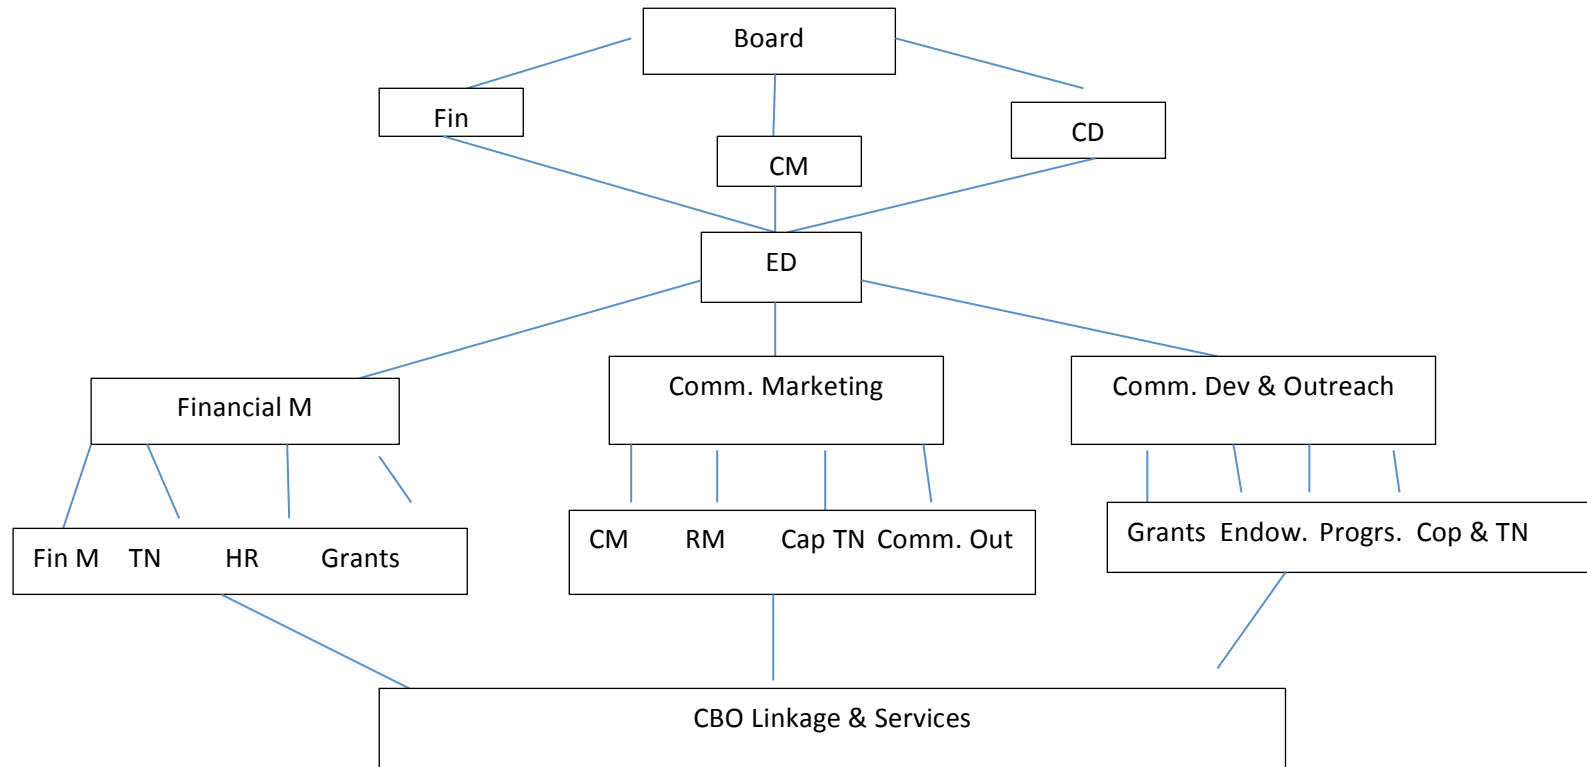 Board
Fin
CM
CD
ED
Financial M
Comm. Marketing
Comm. Dev & Outreach
Fin M TN HR Grants
CM RM Cap TN Comm. Out
Grants Endow. Progrs. Cop & TN
CBO Linkage & Services